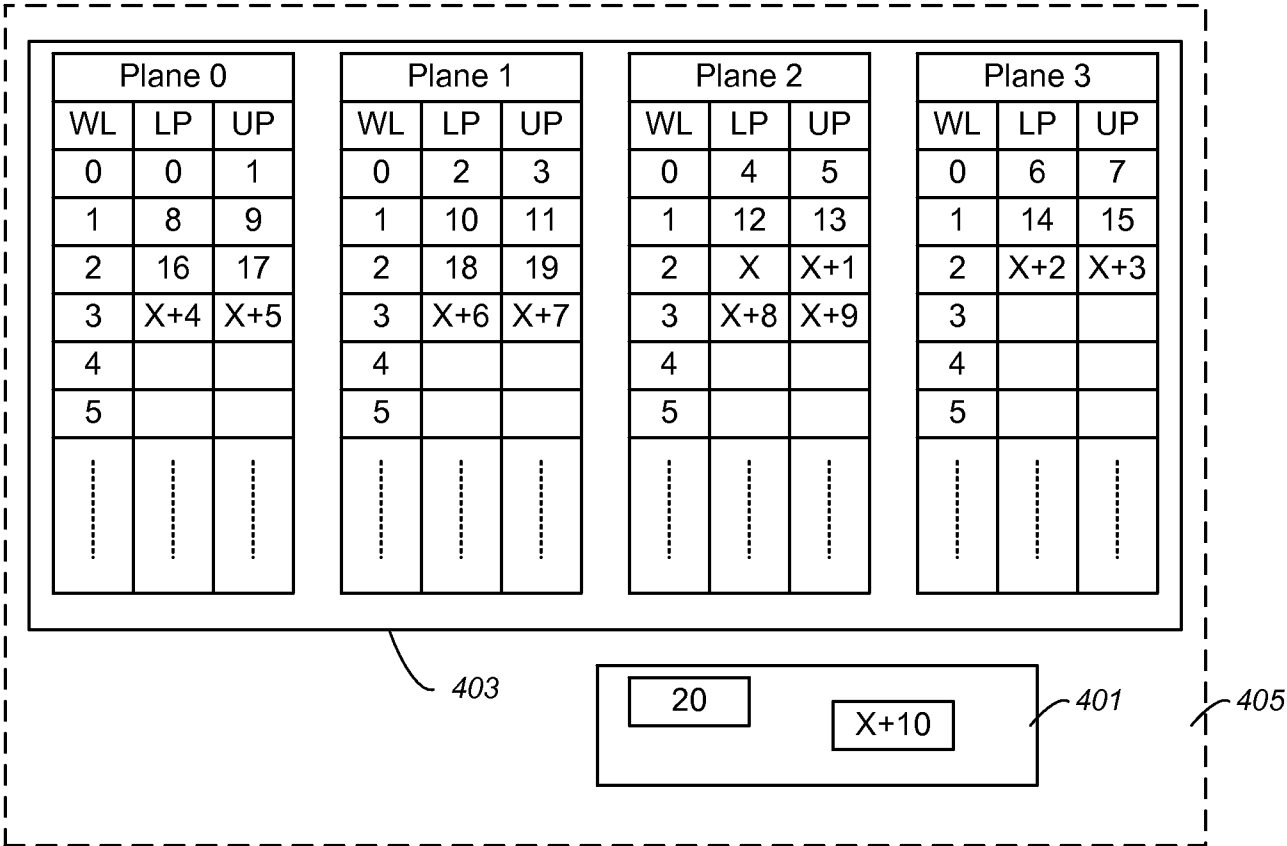 Plane 0 Plane 1 Plane 2 Plane 3
WL LP UP WL LP UP WL LP UP WL LP UP
0 0 1 0 2 3 0 4 5 0 6 7
1 8 9 1 10 11 1 12 13 1 14 15
2 16 17 2 18 19 2 X X+1 2 X+2 X+3
3 X+4 X+5 3 X+6 X+7 3 X+8 X+9 3
4 4 4 4
5 5 5 5
403
20
X+10
401
405